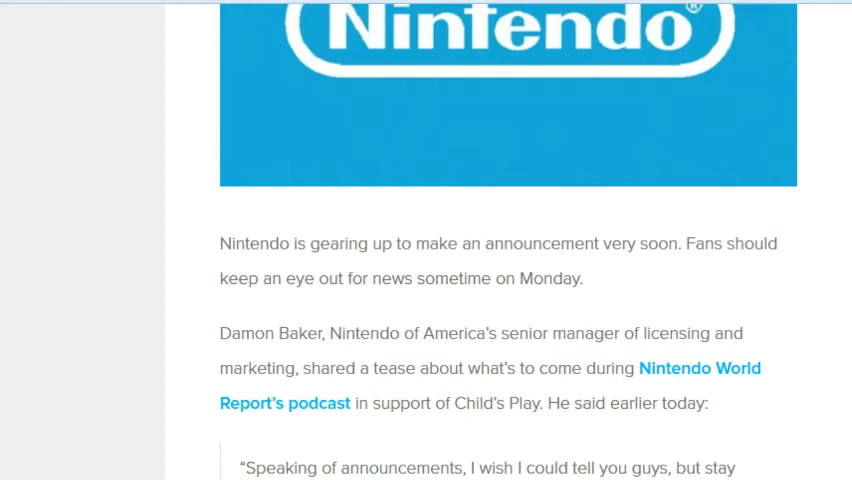 Nintendo®
Nintendo is gearing up to make an announcement very soon. Fans should
keep an eye out for news sometime on Monday.
Damon Baker, Nintendo of America’s senior manager of licensing and
marketing, shared a tease about what’s to come during Nintendo World
Report’s podcast in support of Child’s Play. He said earlier today:
“Speaking of announcements, I wish I could tell you guys, but stay